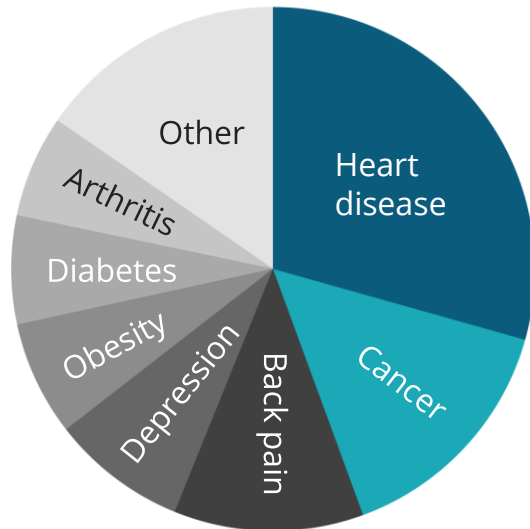 Heart
disease
Cancer
Back pain
Depression
Obesity
Diabetes
Arthritis
Other